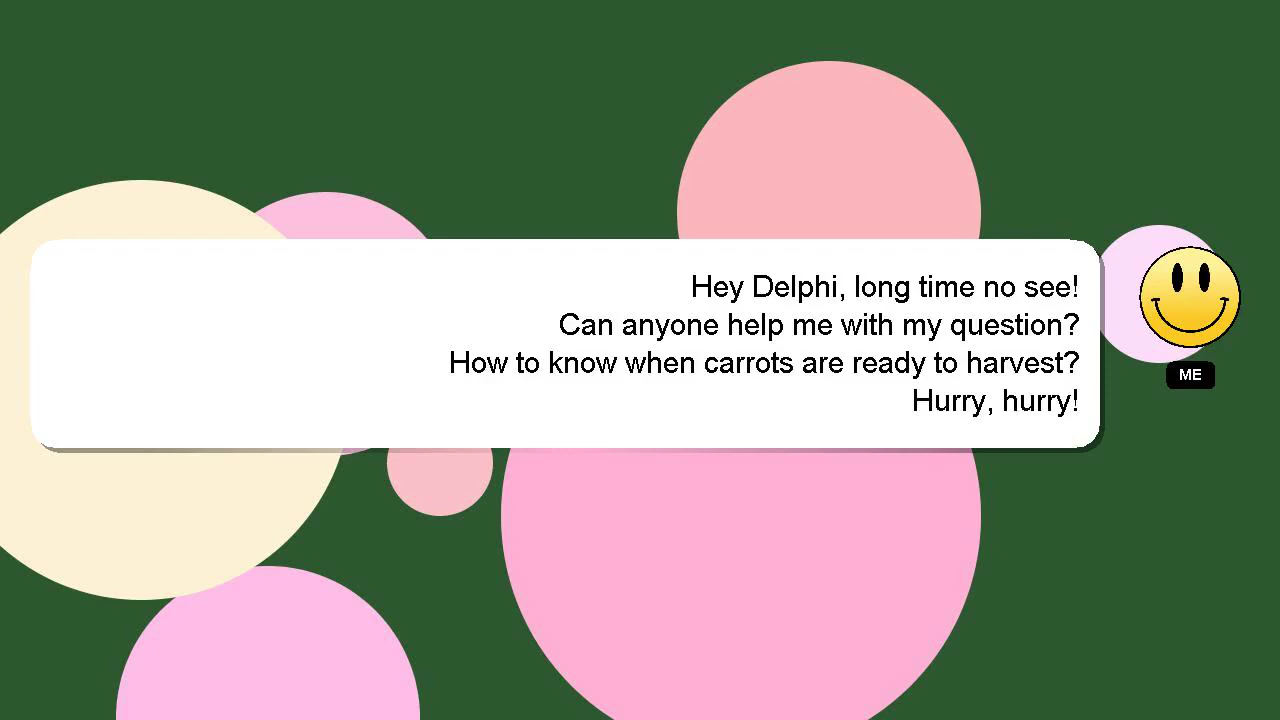 Hey Delphi, long time no see!
Can anyone help me with my question?
How to know when carrots are ready to harvest?
Hurry, hurry!
ME